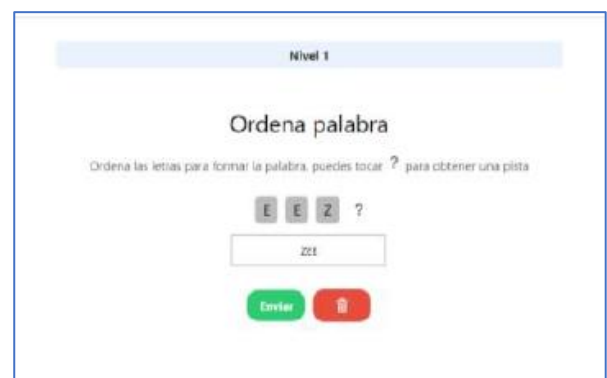 Nivel 1
Ordena palabra
Ordena las letras para formar la palabra, puedes tocar ? para obtener una pista
E E Z ?
ZEE
Enviar